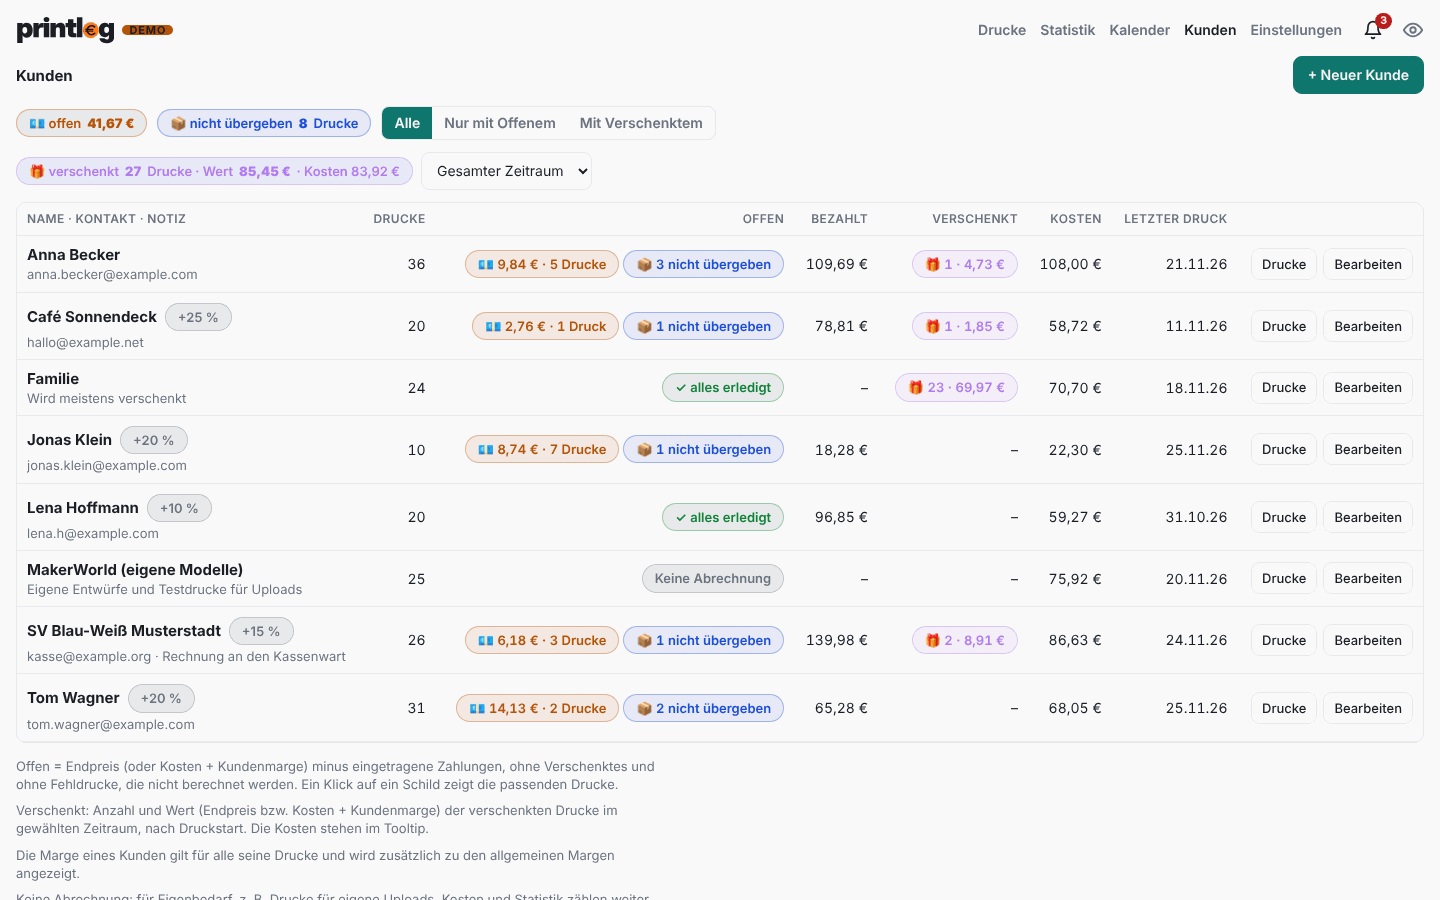 printl€g DEMO
Drucke Statistik Kalender Kunden Einstellungen 3
Kunden
+ Neuer Kunde
offen 41,67 € nicht übergeben 8 Drucke Alle Nur mit Offenem Mit Verschenktem
verschenkt 27 Drucke · Wert 85,45 € · Kosten 83,92 € Gesamter Zeitraum
NAME · KONTAKT · NOTIZ DRUCKE OFFEN BEZAHLT VERSCHENKT KOSTEN LETZTER DRUCK
Anna Becker
anna.becker@example.com
36 9,84 € · 5 Drucke 3 nicht übergeben 109,69 € 1 · 4,73 € 108,00 € 21.11.26 Drucke Bearbeiten
Café Sonnendeck +25 %
hallo@example.net
20 2,76 € · 1 Druck 1 nicht übergeben 78,81 € 1 · 1,85 € 58,72 € 11.11.26 Drucke Bearbeiten
Familie
Wird meistens verschenkt
24 ✓ alles erledigt – 23 · 69,97 € 70,70 € 18.11.26 Drucke Bearbeiten
Jonas Klein +20 %
jonas.klein@example.com
10 8,74 € · 7 Drucke 1 nicht übergeben 18,28 € – 22,30 € 25.11.26 Drucke Bearbeiten
Lena Hoffmann +10 %
lena.h@example.com
20 ✓ alles erledigt 96,85 € – 59,27 € 31.10.26 Drucke Bearbeiten
MakerWorld (eigene Modelle)
Eigene Entwürfe und Testdrucke für Uploads
25 Keine Abrechnung – – 75,92 € 20.11.26 Drucke Bearbeiten
SV Blau-Weiß Musterstadt +15 %
kasse@example.org · Rechnung an den Kassenwart
26 6,18 € · 3 Drucke 1 nicht übergeben 139,98 € 2 · 8,91 € 86,63 € 24.11.26 Drucke Bearbeiten
Tom Wagner +20 %
tom.wagner@example.com
31 14,13 € · 2 Drucke 2 nicht übergeben 65,28 € – 68,05 € 25.11.26 Drucke Bearbeiten
Offen = Endpreis (oder Kosten + Kundenmarge) minus eingetragene Zahlungen, ohne Verschenktes und
ohne Fehldrucke, die nicht berechnet werden. Ein Klick auf ein Schild zeigt die passenden Drucke.
Verschenkt: Anzahl und Wert (Endpreis bzw. Kosten + Kundenmarge) der verschenkten Drucke im
gewählten Zeitraum, nach Druckstart. Die Kosten stehen im Tooltip.
Die Marge eines Kunden gilt für alle seine Drucke und wird zusätzlich zu den allgemeinen Margen
angezeigt.
Keine Abrechnung: für Eigenbedarf, z. B. Drucke für eigene Uploads. Kosten und Statistik zählen weiter.